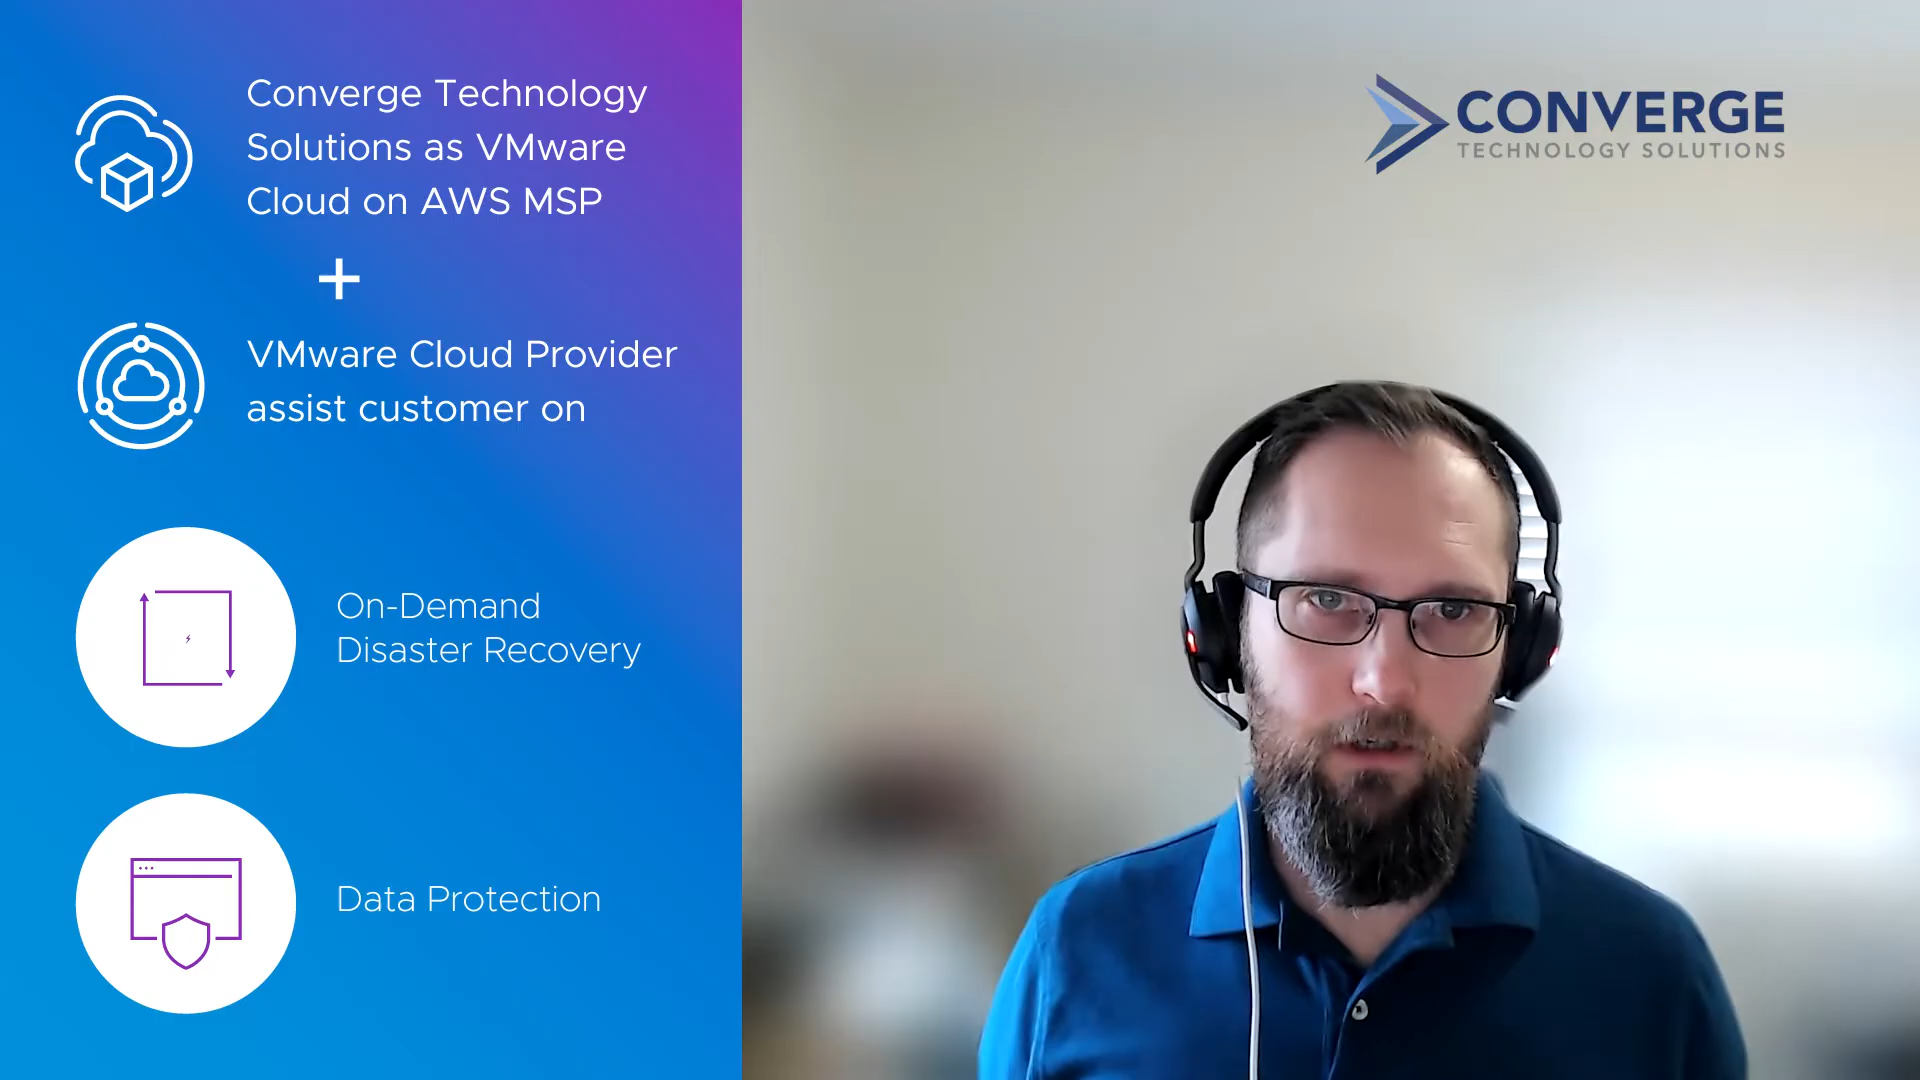 Converge Technology
Solutions as VMware
Cloud on AWS MSP
+
VMware Cloud Provider
assist customer on
On-Demand
Disaster Recovery
Data Protection
CONVERGE
TECHNOLOGY SOLUTIONS